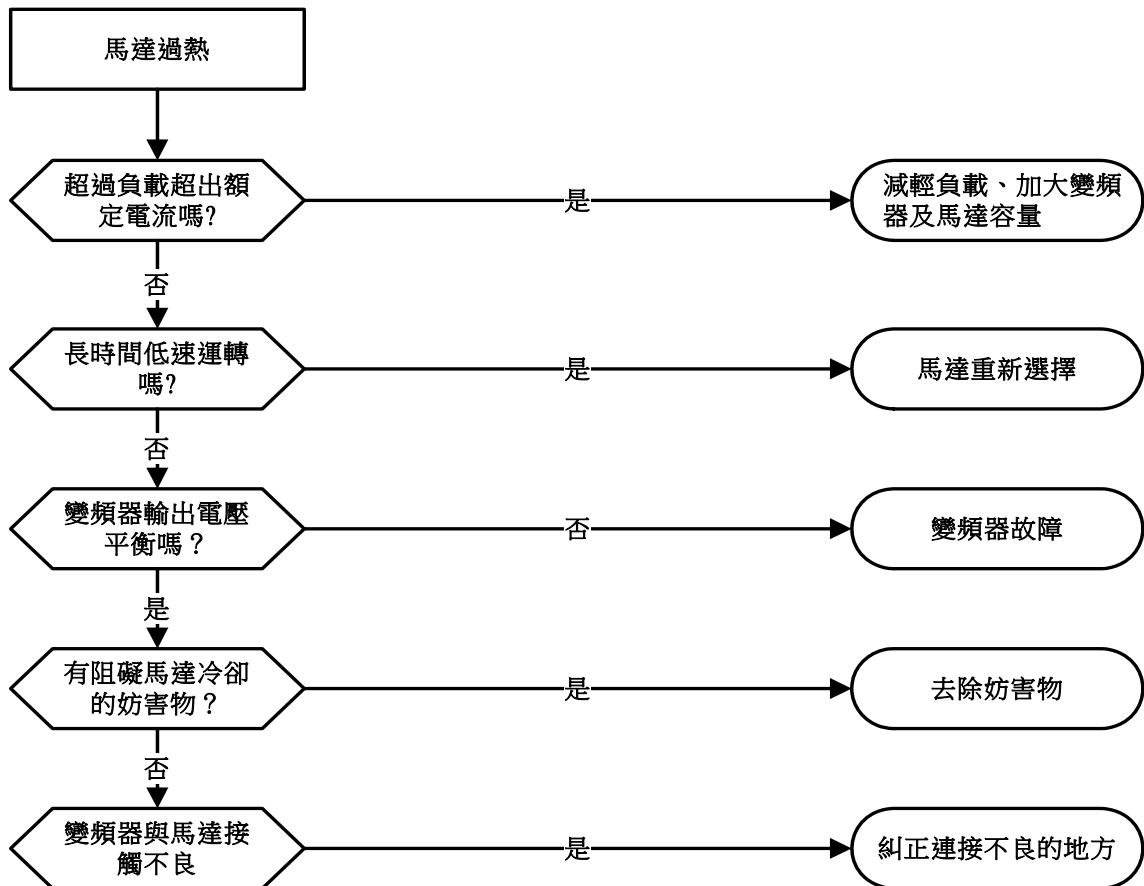 馬達過熱
超過負載超出額
定電流嗎?
是
減輕負載、加大變頻
器及馬達容量
否
長時間低速運轉
嗎?
是
馬達重新選擇
否
變頻器輸出電壓
平衡嗎？
否
變頻器故障
是
有阻礙馬達冷卻
的妨害物？
是
去除妨害物
否
變頻器與馬達接
觸不良
是
糾正連接不良的地方